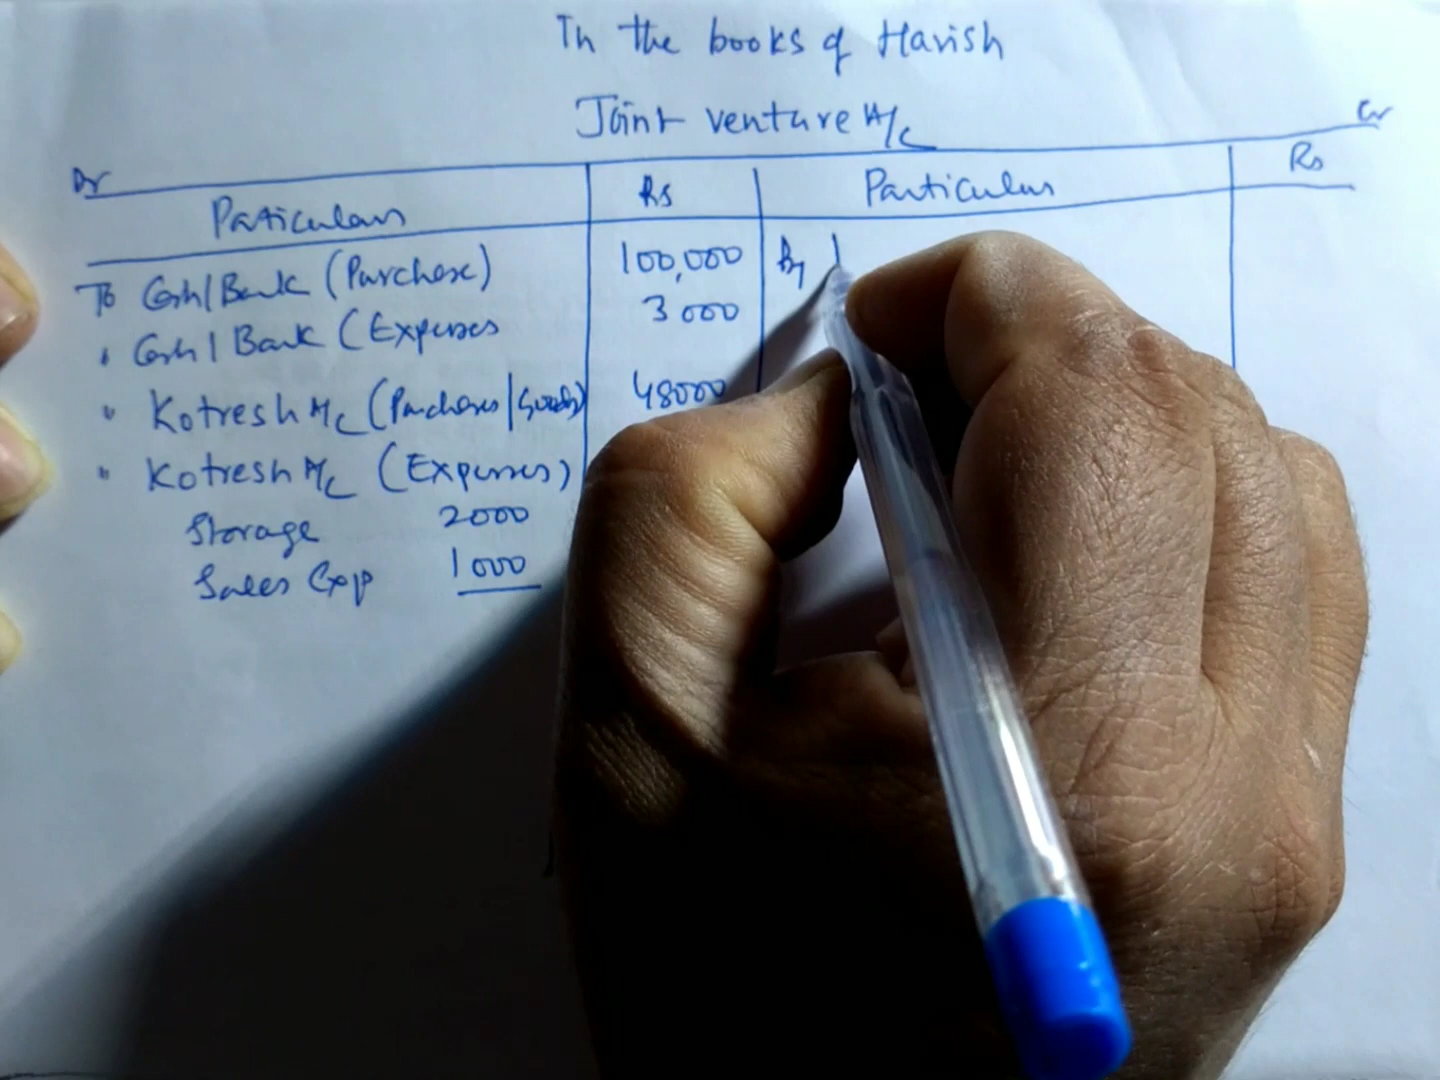 In the books of Harish
Joint venture A/c
Dr Cr
Particulars Rs Particulars Rs
To Cash/Bank (Purchase) 100,000 By
" Cash/Bank (Expenses 3000
" Kotresh A/c (Purchases/Goods) 48000
" Kotresh A/c (Expenses)
Storage 2000
Sales Exp 1000